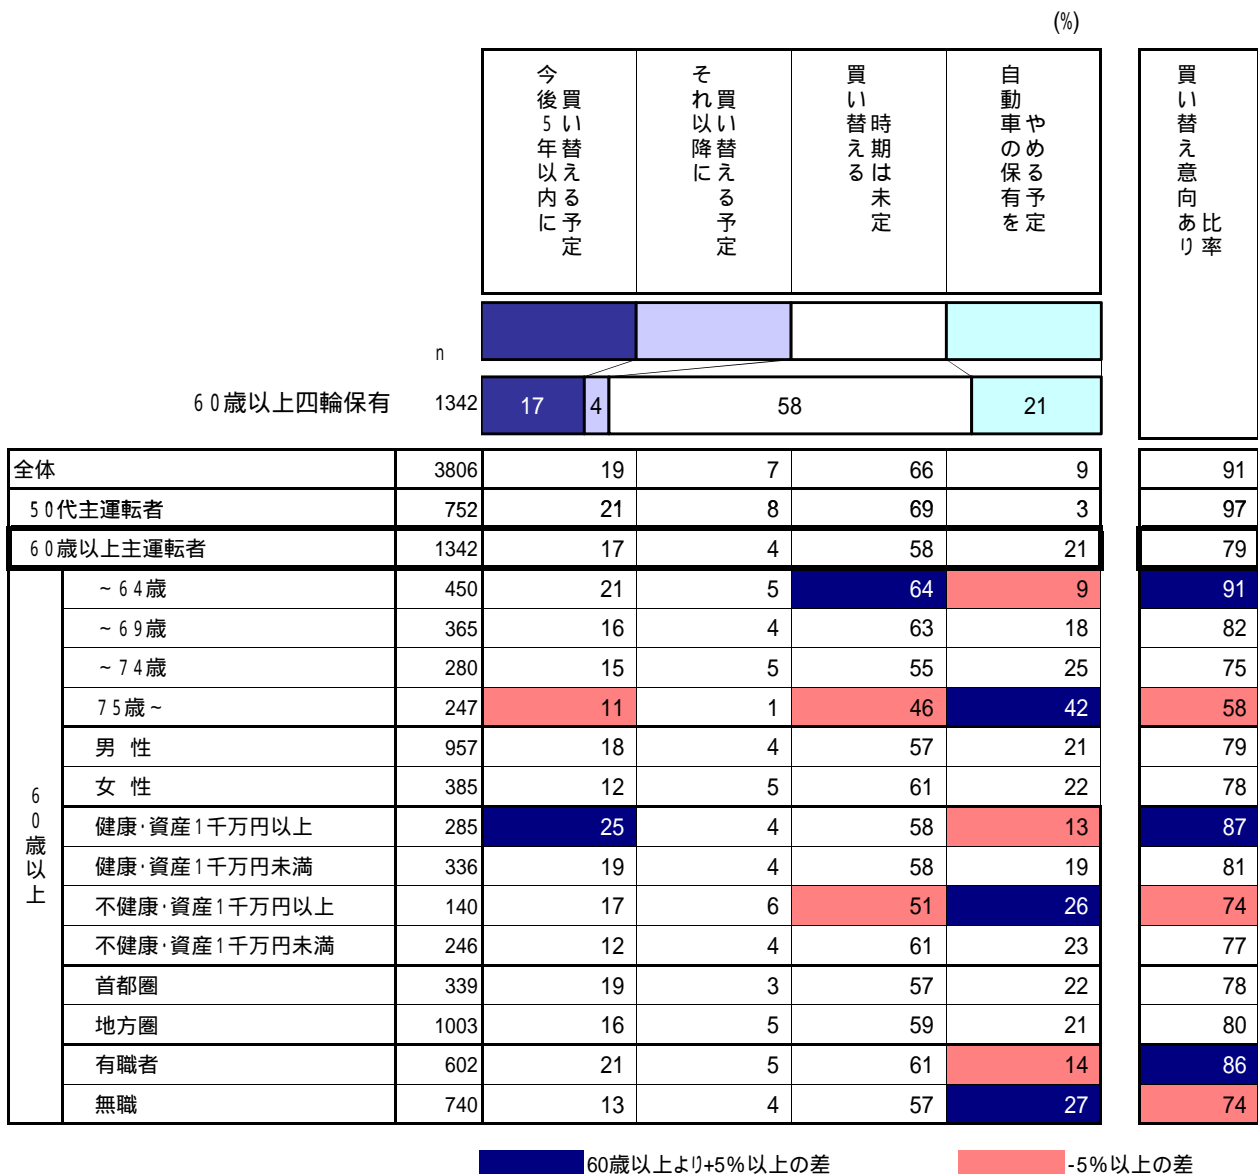 (%)
今後5年以内に
買い替える予定
それ以降に
買い替える予定
買い替える
時期は未定
自動車の保有を
やめる予定
買い替え意向あり
比率
n
60歳以上四輪保有 1342 17 4 58 21
全体 3806 19 7 66 9 91
50代主運転者 752 21 8 69 3 97
60歳以上主運転者 1342 17 4 58 21 79
60歳以上
~64歳 450 21 5 64 9 91
~69歳 365 16 4 63 18 82
~74歳 280 15 5 55 25 75
75歳~ 247 11 1 46 42 58
男 性 957 18 4 57 21 79
女 性 385 12 5 61 22 78
健康・資産1千万円以上 285 25 4 58 13 87
健康・資産1千万円未満 336 19 4 58 19 81
不健康・資産1千万円以上 140 17 6 51 26 74
不健康・資産1千万円未満 246 12 4 61 23 77
首都圏 339 19 3 57 22 78
地方圏 1003 16 5 59 21 80
有職者 602 21 5 61 14 86
無職 740 13 4 57 27 74
60歳以上より+5%以上の差
-5%以上の差